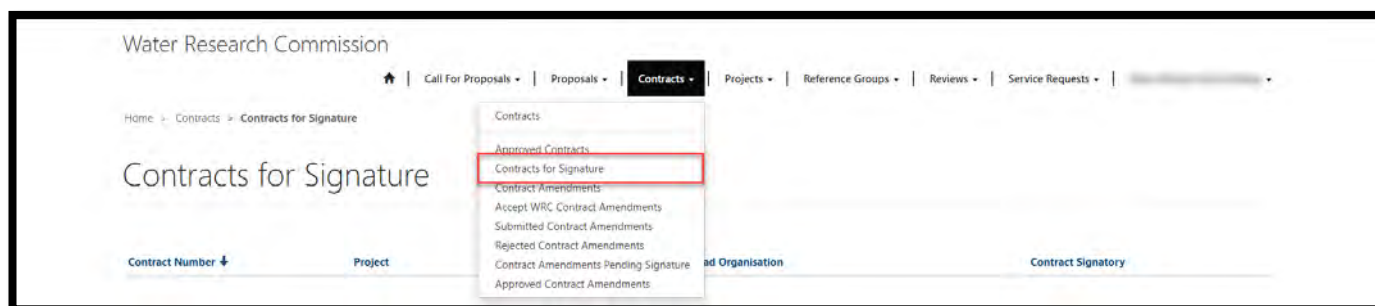 Water Research Commission
Call For Proposals | Proposals | Contracts | Projects | Reference Groups | Reviews | Service Requests |
Home > Contracts > Contracts for Signature
Contracts for Signature
Contracts
Approved Contracts
Contracts for Signature
Contract Amendments
Accept WRC Contract Amendments
Submitted Contract Amendments
Rejected Contract Amendments
Contract Amendments Pending Signature
Approved Contract Amendments
Contract Number Project ad Organisation Contract Signatory